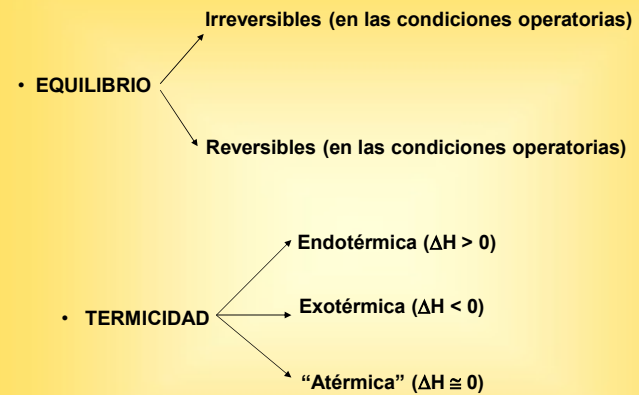 Irreversibles (en las condiciones operatorias)
• EQUILIBRIO
Reversibles (en las condiciones operatorias)
Endotérmica (ΔH > 0)
• TERMICIDAD
Exotérmica (ΔH < 0)
“Atérmica” (ΔH ≅ 0)